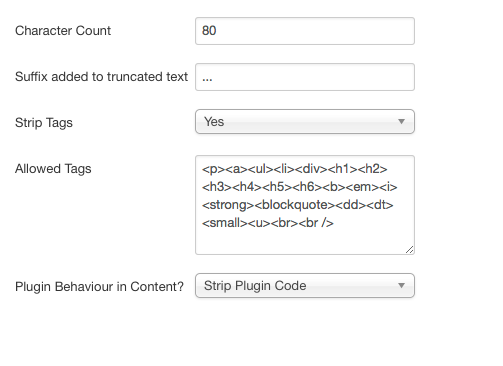 Character Count 80
Suffix added to truncated text ...
Strip Tags Yes
Allowed Tags <p><a><ul><li><div><h1><h2>
<h3><h4><h5><h6><b><em><i>
<strong><blockquote><dd><dt>
<small><u><br><br />
Plugin Behaviour in Content? Strip Plugin Code